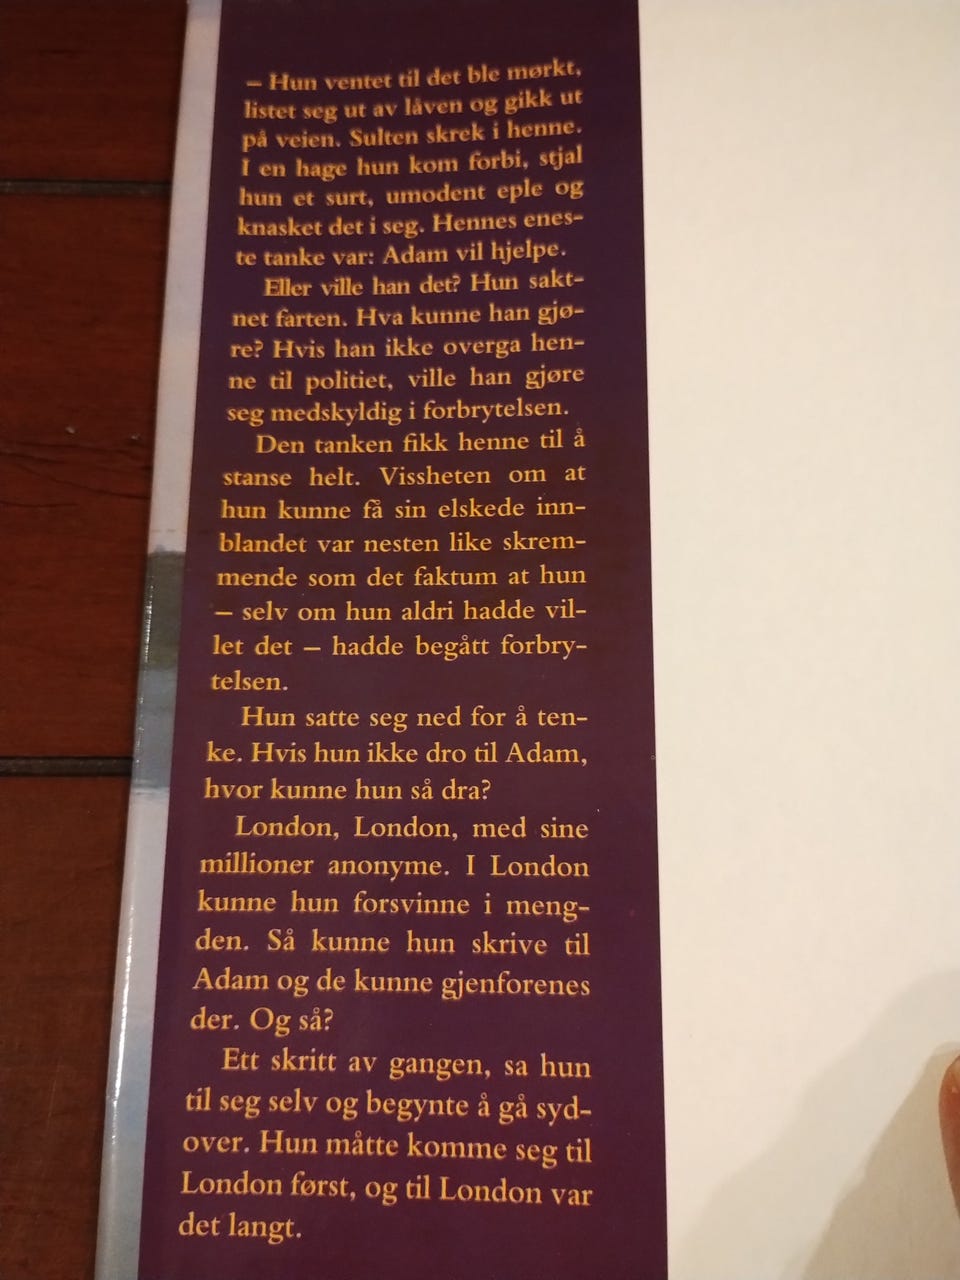 – Hun ventet til det ble mørkt,
listet seg ut av låven og gikk ut
på veien. Sulten skrek i henne.
I en hage hun kom forbi, stjal
hun et surt, umodent eple og
knasket det i seg. Hennes enes-
te tanke var: Adam vil hjelpe.
Eller ville han det? Hun sakt-
net farten. Hva kunne han gjø-
re? Hvis han ikke overga hen-
ne til politiet, ville han gjøre
seg medskyldig i forbrytelsen.
Den tanken fikk henne til å
stanse helt. Vissheten om at
hun kunne få sin elskede inn-
blandet var nesten like skrem-
mende som det faktum at hun
– selv om hun aldri hadde vil-
let det – hadde begått forbry-
telsen.
Hun satte seg ned for å ten-
ke. Hvis hun ikke dro til Adam,
hvor kunne hun så dra?
London, London, med sine
millioner anonyme. I London
kunne hun forsvinne i meng-
den. Så kunne hun skrive til
Adam og de kunne gjenforenes
der. Og så?
Ett skritt av gangen, sa hun
til seg selv og begynte å gå syd-
over. Hun måtte komme seg til
London først, og til London var
det langt.